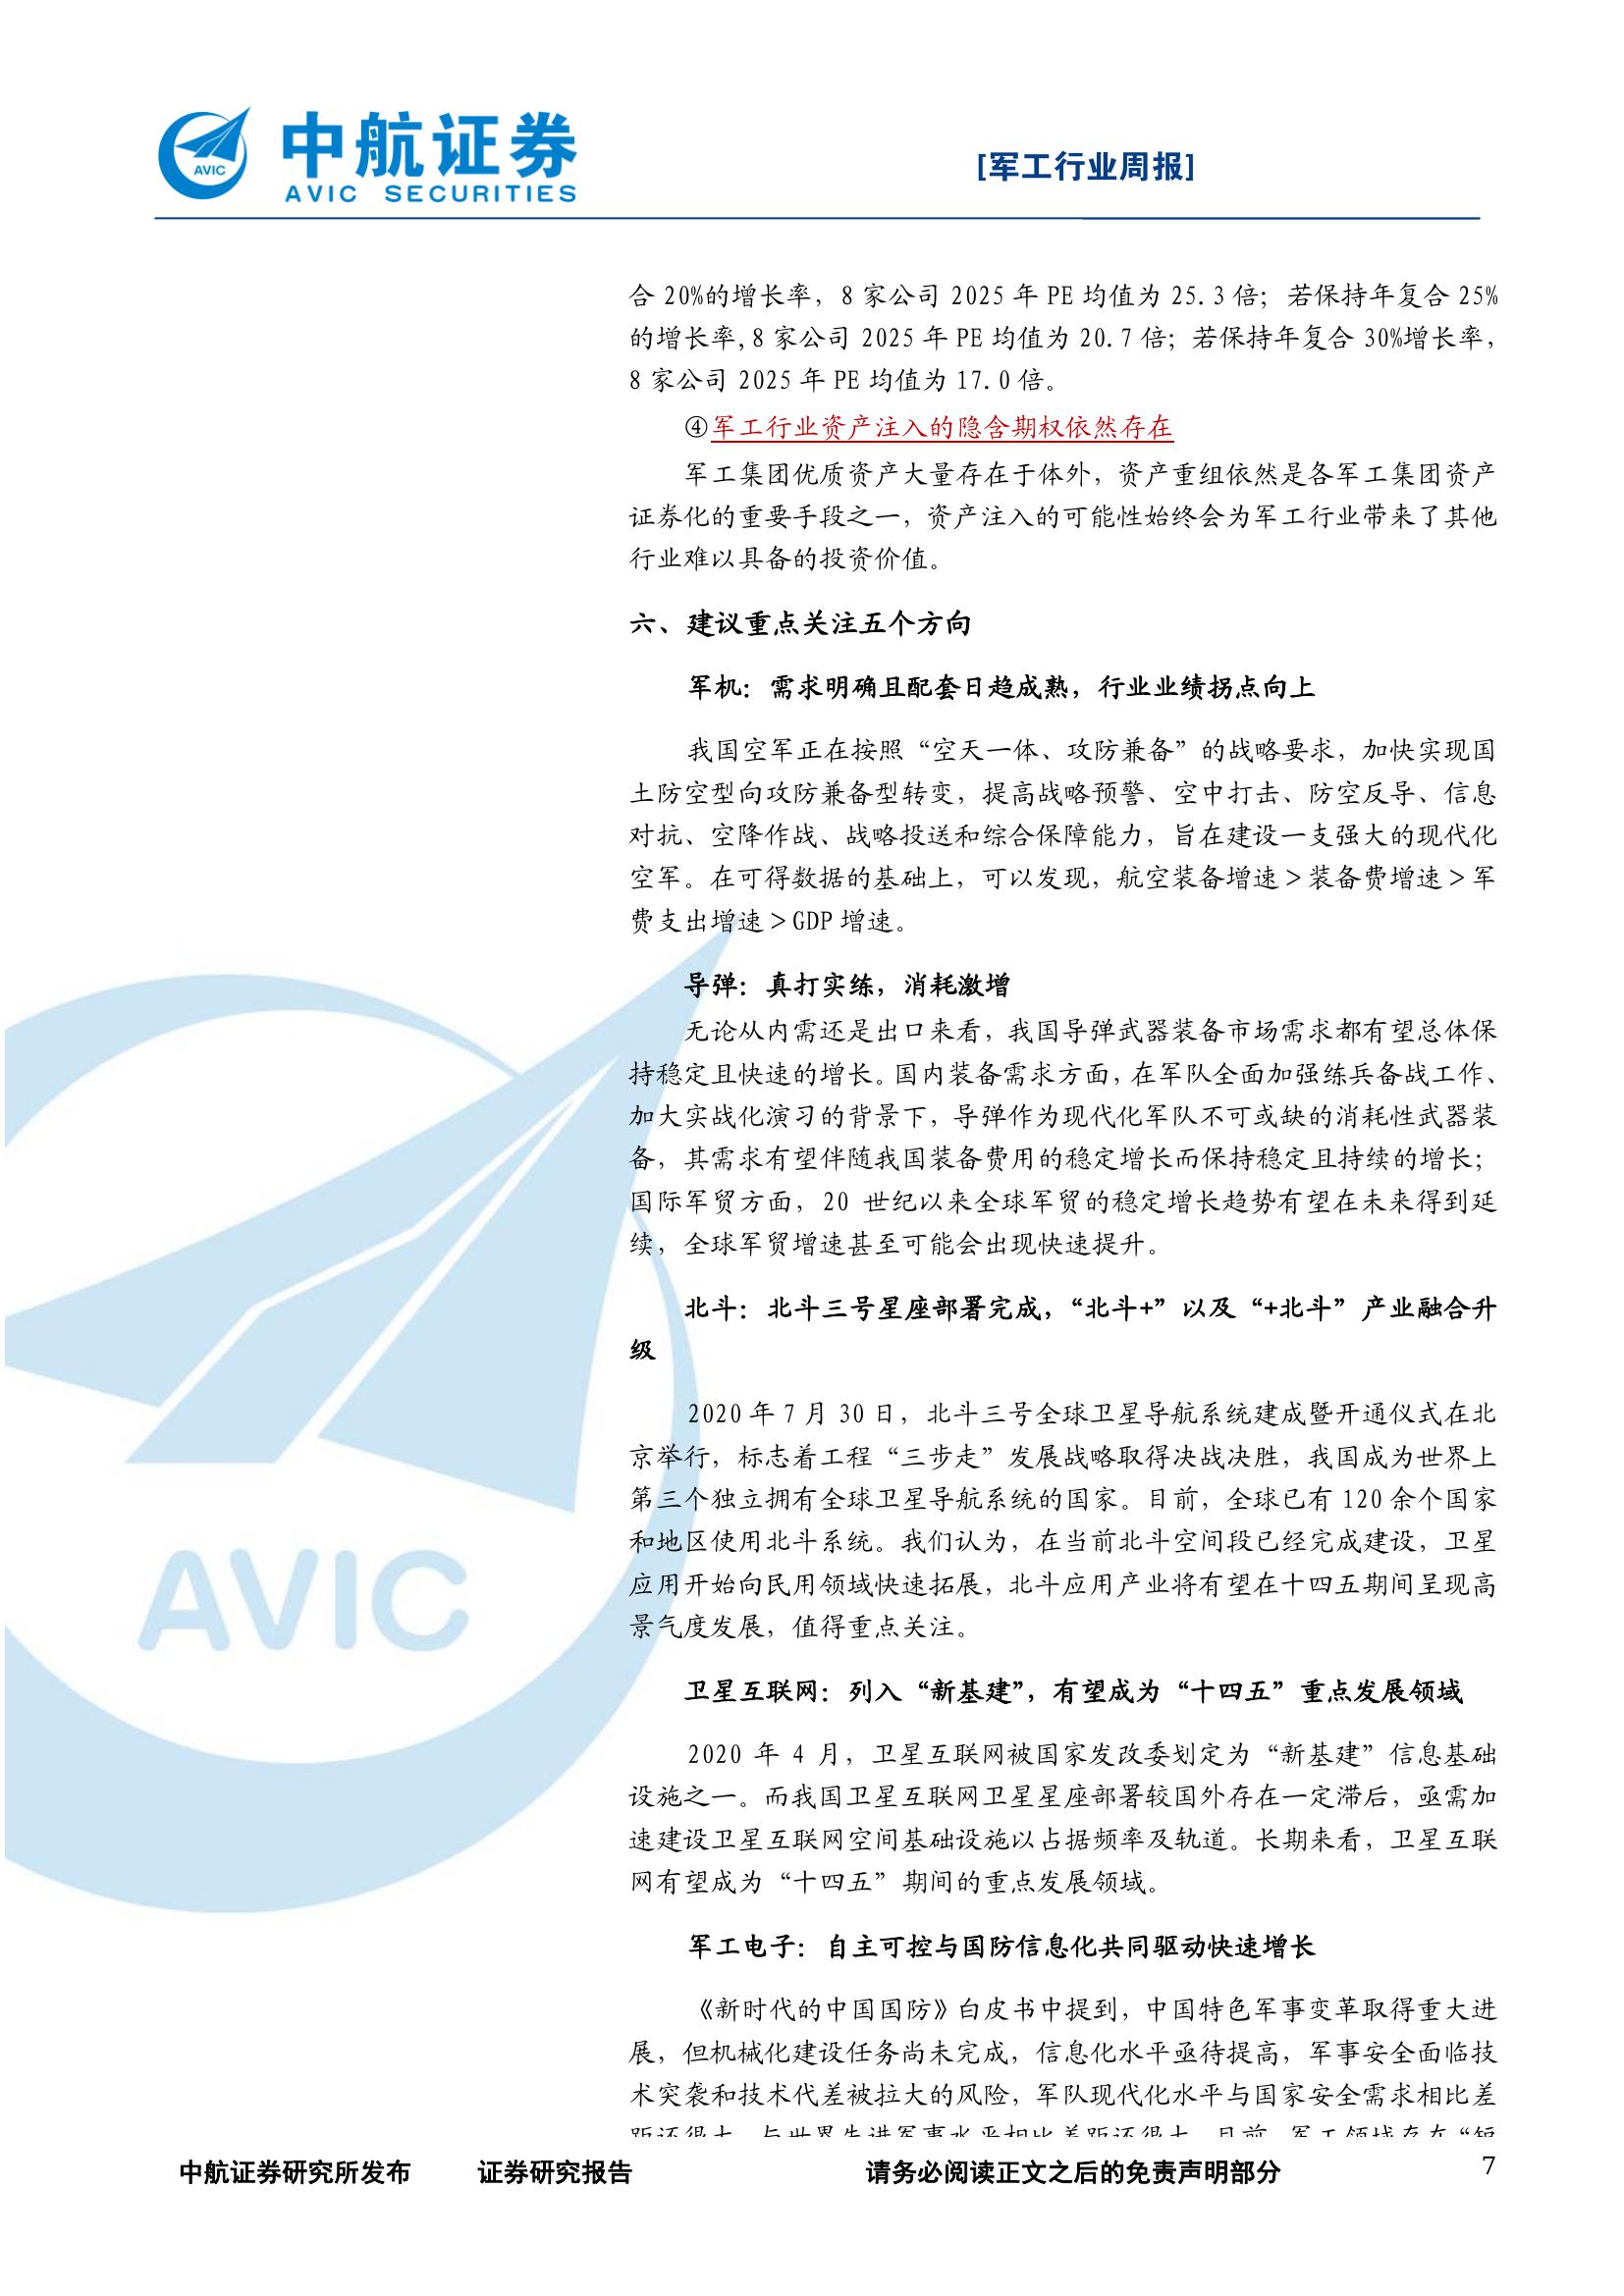 AVIC
中航证券
AVIC SECURITIES
[军工行业周报]
合 20%的增长率，8 家公司 2025 年 PE 均值为 25.3 倍；若保持年复合 25%
的增长率,8 家公司 2025 年 PE 均值为 20.7 倍；若保持年复合 30%增长率，
8 家公司 2025 年 PE 均值为 17.0 倍。
④军工行业资产注入的隐含期权依然存在
军工集团优质资产大量存在于体外，资产重组依然是各军工集团资产
证券化的重要手段之一，资产注入的可能性始终会为军工行业带来了其他
行业难以具备的投资价值。
六、建议重点关注五个方向
军机：需求明确且配套日趋成熟，行业业绩拐点向上
我国空军正在按照“空天一体、攻防兼备”的战略要求，加快实现国
土防空型向攻防兼备型转变，提高战略预警、空中打击、防空反导、信息
对抗、空降作战、战略投送和综合保障能力，旨在建设一支强大的现代化
空军。在可得数据的基础上，可以发现，航空装备增速＞装备费增速＞军
费支出增速＞GDP 增速。
导弹：真打实练，消耗激增
无论从内需还是出口来看，我国导弹武器装备市场需求都有望总体保
持稳定且快速的增长。国内装备需求方面，在军队全面加强练兵备战工作、
加大实战化演习的背景下，导弹作为现代化军队不可或缺的消耗性武器装
备，其需求有望伴随我国装备费用的稳定增长而保持稳定且持续的增长；
国际军贸方面，20 世纪以来全球军贸的稳定增长趋势有望在未来得到延
续，全球军贸增速甚至可能会出现快速提升。
北斗：北斗三号星座部署完成，“北斗+”以及“+北斗”产业融合升
级
2020 年 7 月 30 日，北斗三号全球卫星导航系统建成暨开通仪式在北
京举行，标志着工程“三步走”发展战略取得决战决胜，我国成为世界上
第三个独立拥有全球卫星导航系统的国家。目前，全球已有 120 余个国家
和地区使用北斗系统。我们认为，在当前北斗空间段已经完成建设，卫星
应用开始向民用领域快速拓展，北斗应用产业将有望在十四五期间呈现高
景气度发展，值得重点关注。
卫星互联网：列入“新基建”，有望成为“十四五”重点发展领域
2020 年 4 月，卫星互联网被国家发改委划定为“新基建”信息基础
设施之一。而我国卫星互联网卫星星座部署较国外存在一定滞后，亟需加
速建设卫星互联网空间基础设施以占据频率及轨道。长期来看，卫星互联
网有望成为“十四五”期间的重点发展领域。
军工电子：自主可控与国防信息化共同驱动快速增长
《新时代的中国国防》白皮书中提到，中国特色军事变革取得重大进
展，但机械化建设任务尚未完成，信息化水平亟待提高，军事安全面临技
术突袭和技术代差被拉大的风险，军队现代化水平与国家安全需求相比差
距还很大，与世界先进军事水平相比差距还很大。目前，军工领域存在“短
AVIC
中航证券研究所发布 证券研究报告 请务必阅读正文之后的免责声明部分 7